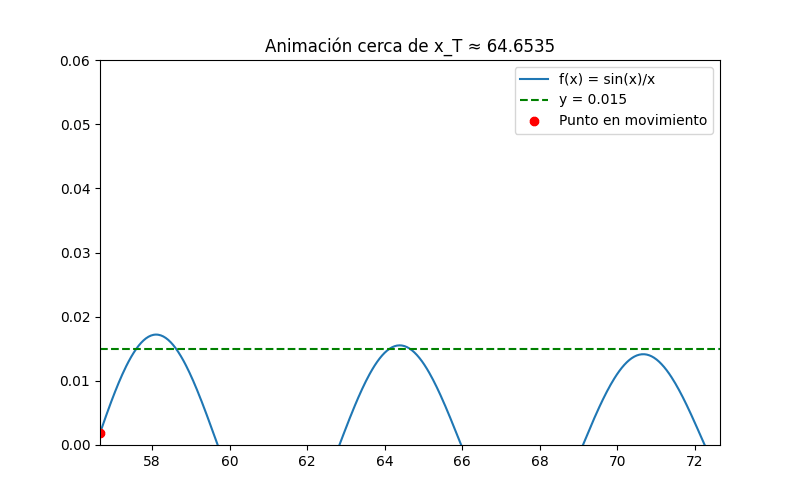 Animación cerca de x_T ≈ 64.6535
0.06
0.05
0.04
0.03
0.02
0.01
0.00
f(x) = sin(x)/x
y = 0.015
Punto en movimiento
58 60 62 64 66 68 70 72